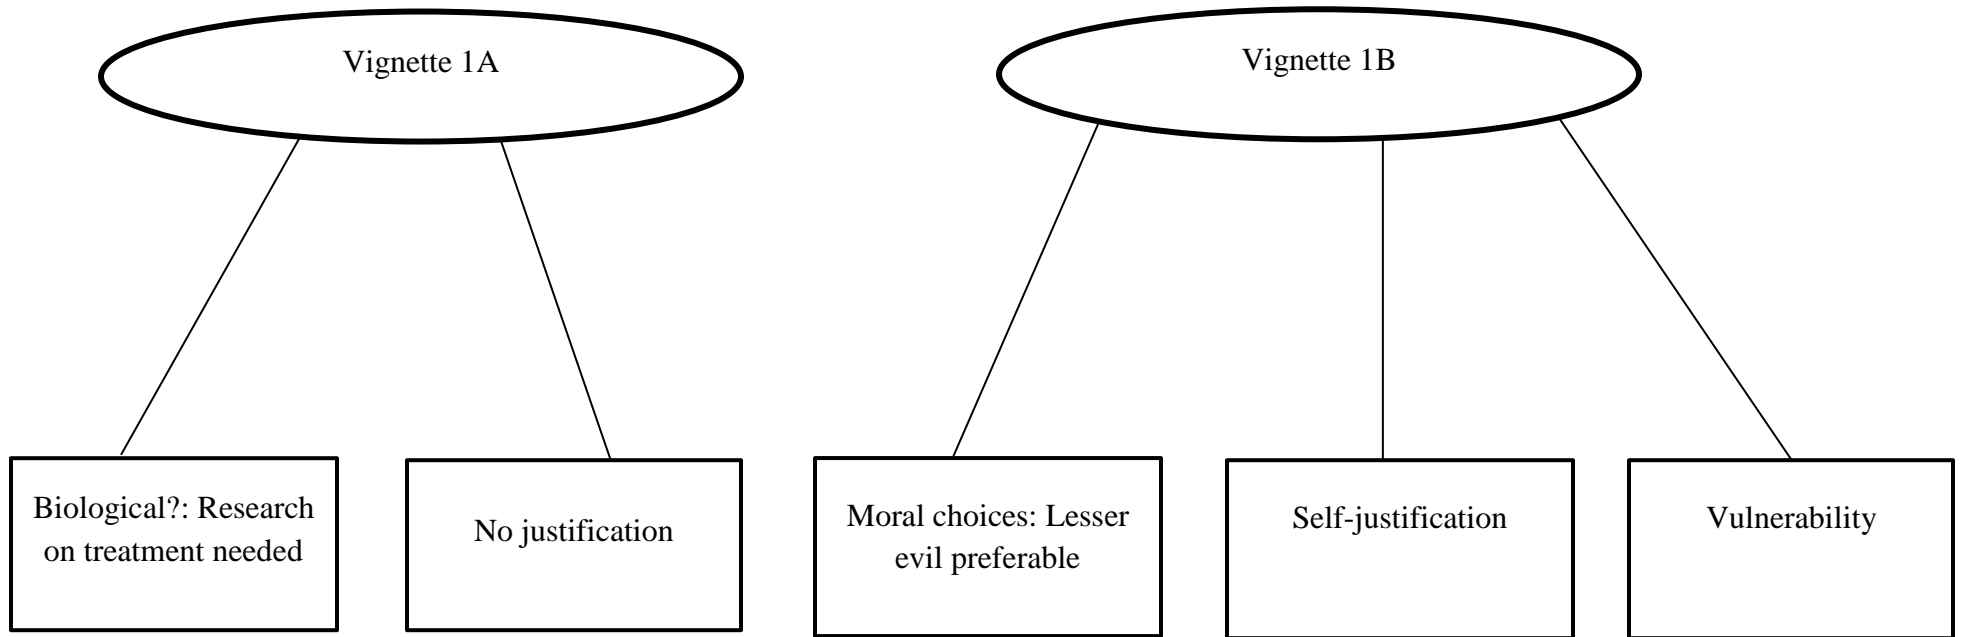 Vignette 1A
Vignette 1B
Biological?: Research
on treatment needed
No justification
Moral choices: Lesser
evil preferable
Self-justification
Vulnerability